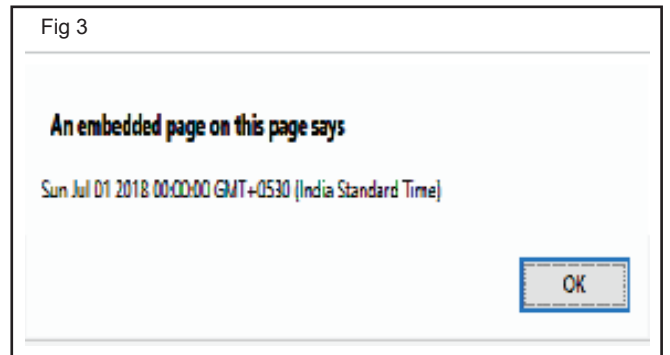 Fig 3
An embedded page on this page says
Sun Jul 01 2018 00:00:00 GMT+0530 (India Standard Time)
OK